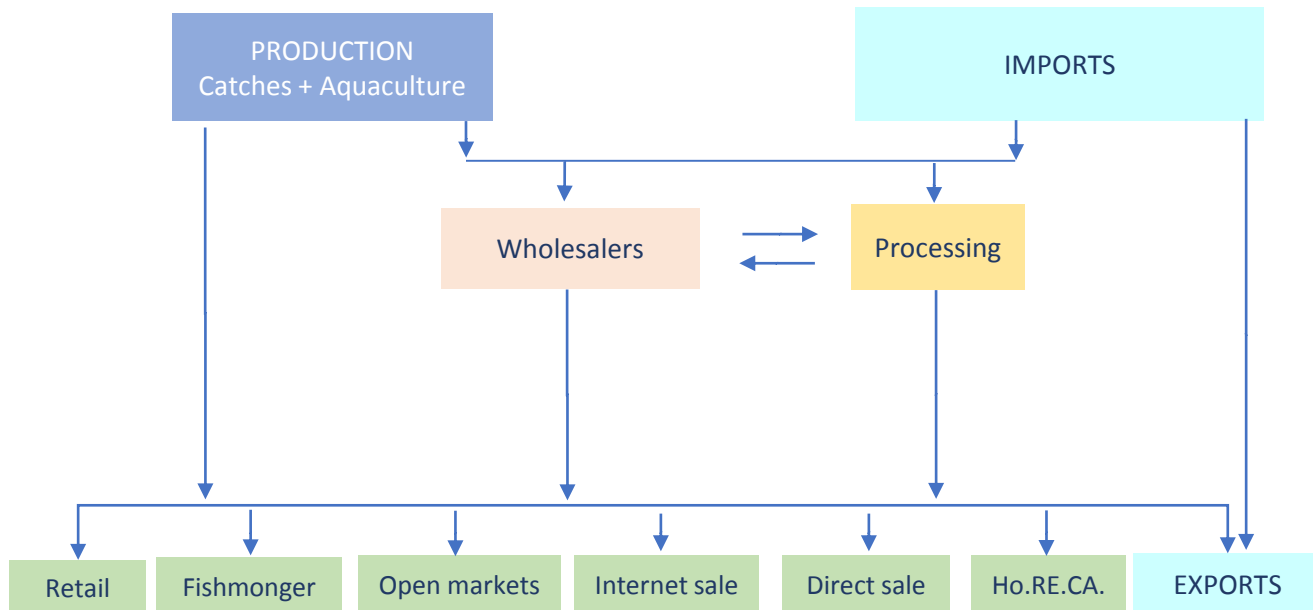 PRODUCTION
Catches + Aquaculture
IMPORTS
Wholesalers
Processing
Retail
Fishmonger
Open markets
Internet sale
Direct sale
Ho.RE.CA.
EXPORTS